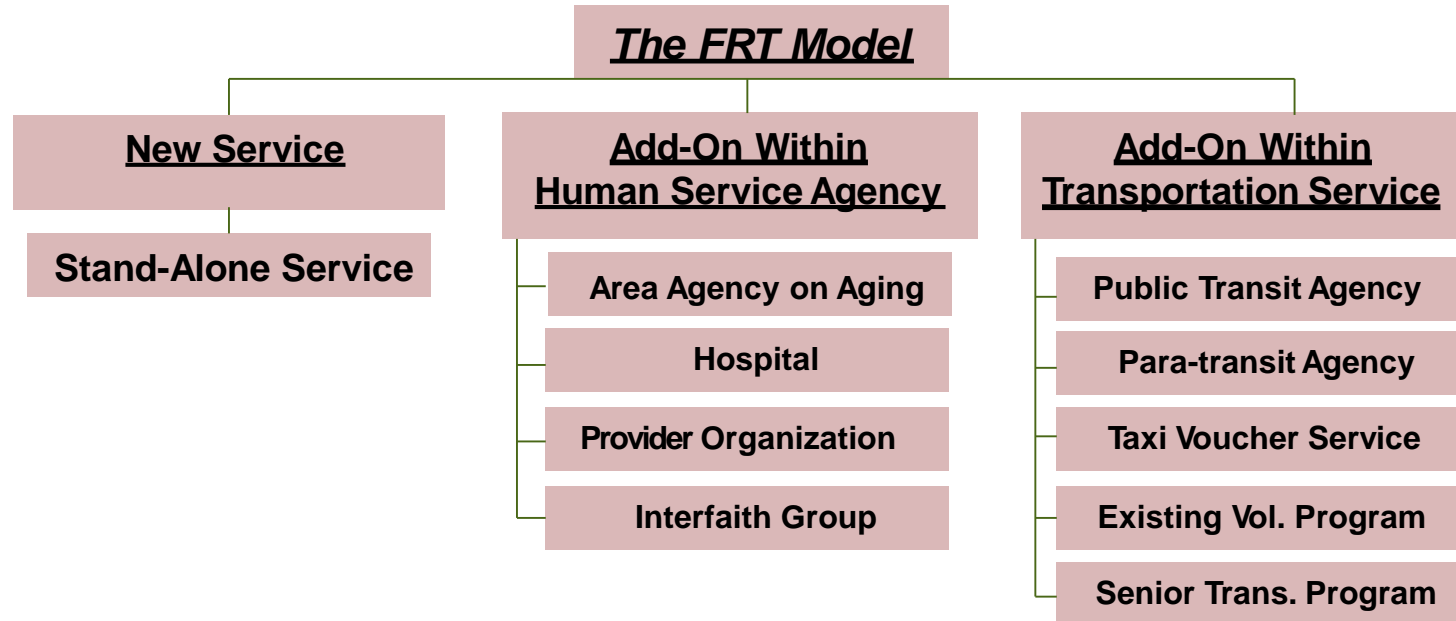 The FRT Model
New Service
Stand-Alone Service
Add-On Within
Human Service Agency
Area Agency on Aging
Hospital
Provider Organization
Interfaith Group
Add-On Within
Transportation Service
Public Transit Agency
Para-transit Agency
Taxi Voucher Service
Existing Vol. Program
Senior Trans. Program